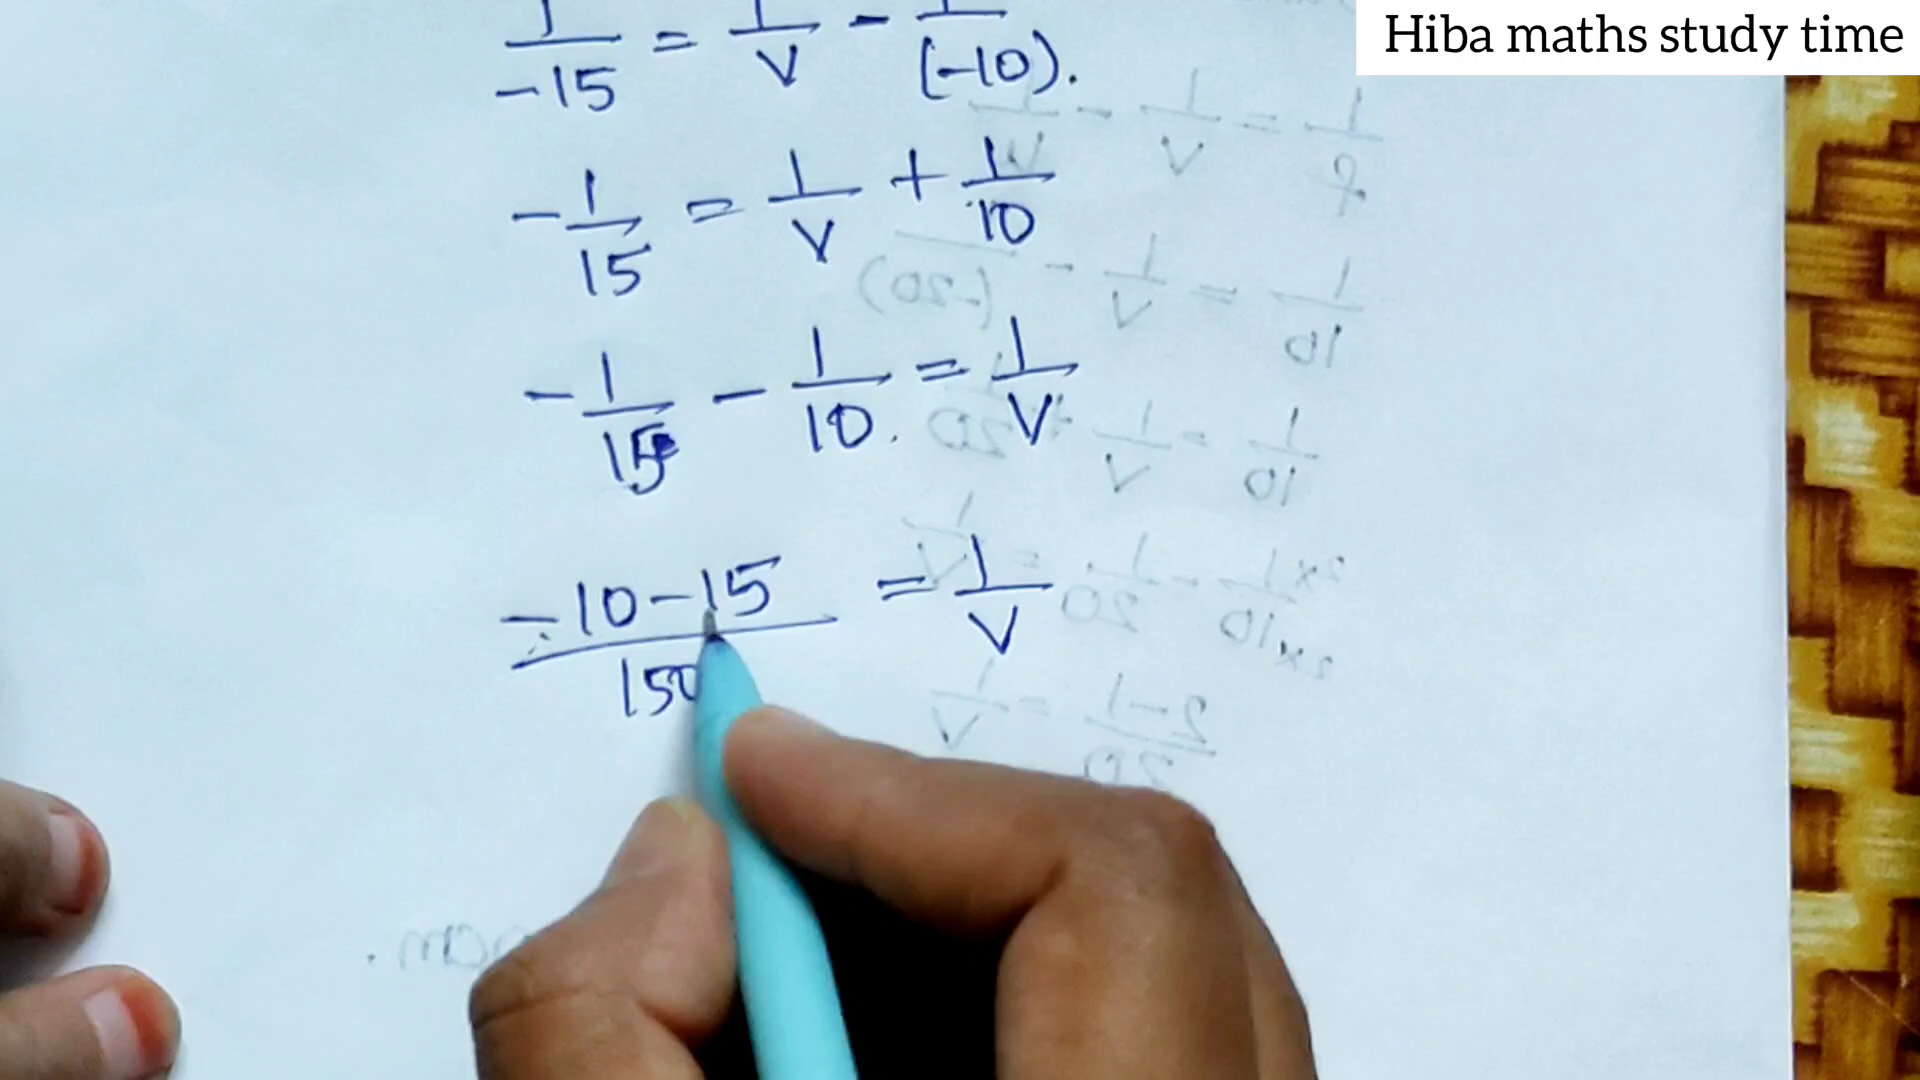 Hiba maths study time
1/-15 = 1/V - 1/(-10).
-1/15 = 1/V + 1/10
-1/15 - 1/10. = 1/V
-10-15/150 = 1/V